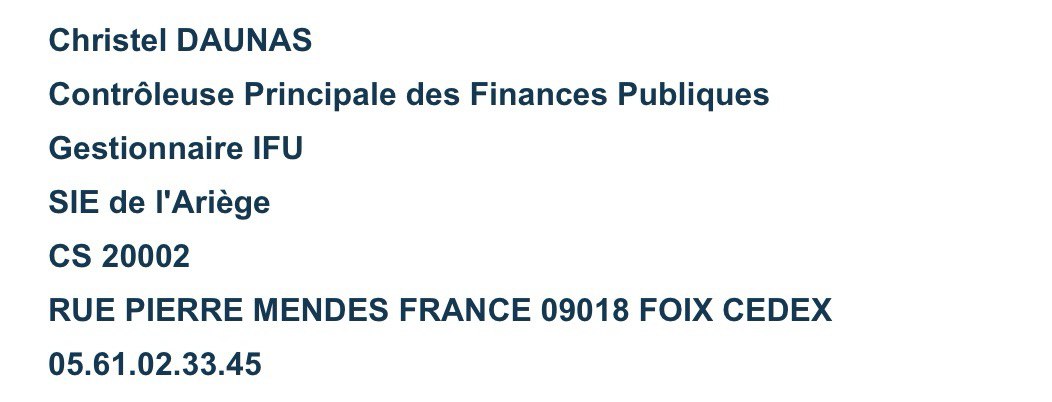 Christel DAUNAS
Contrôleuse Principale des Finances Publiques
Gestionnaire IFU
SIE de l'Ariège
CS 20002
RUE PIERRE MENDES FRANCE 09018 FOIX CEDEX
05.61.02.33.45